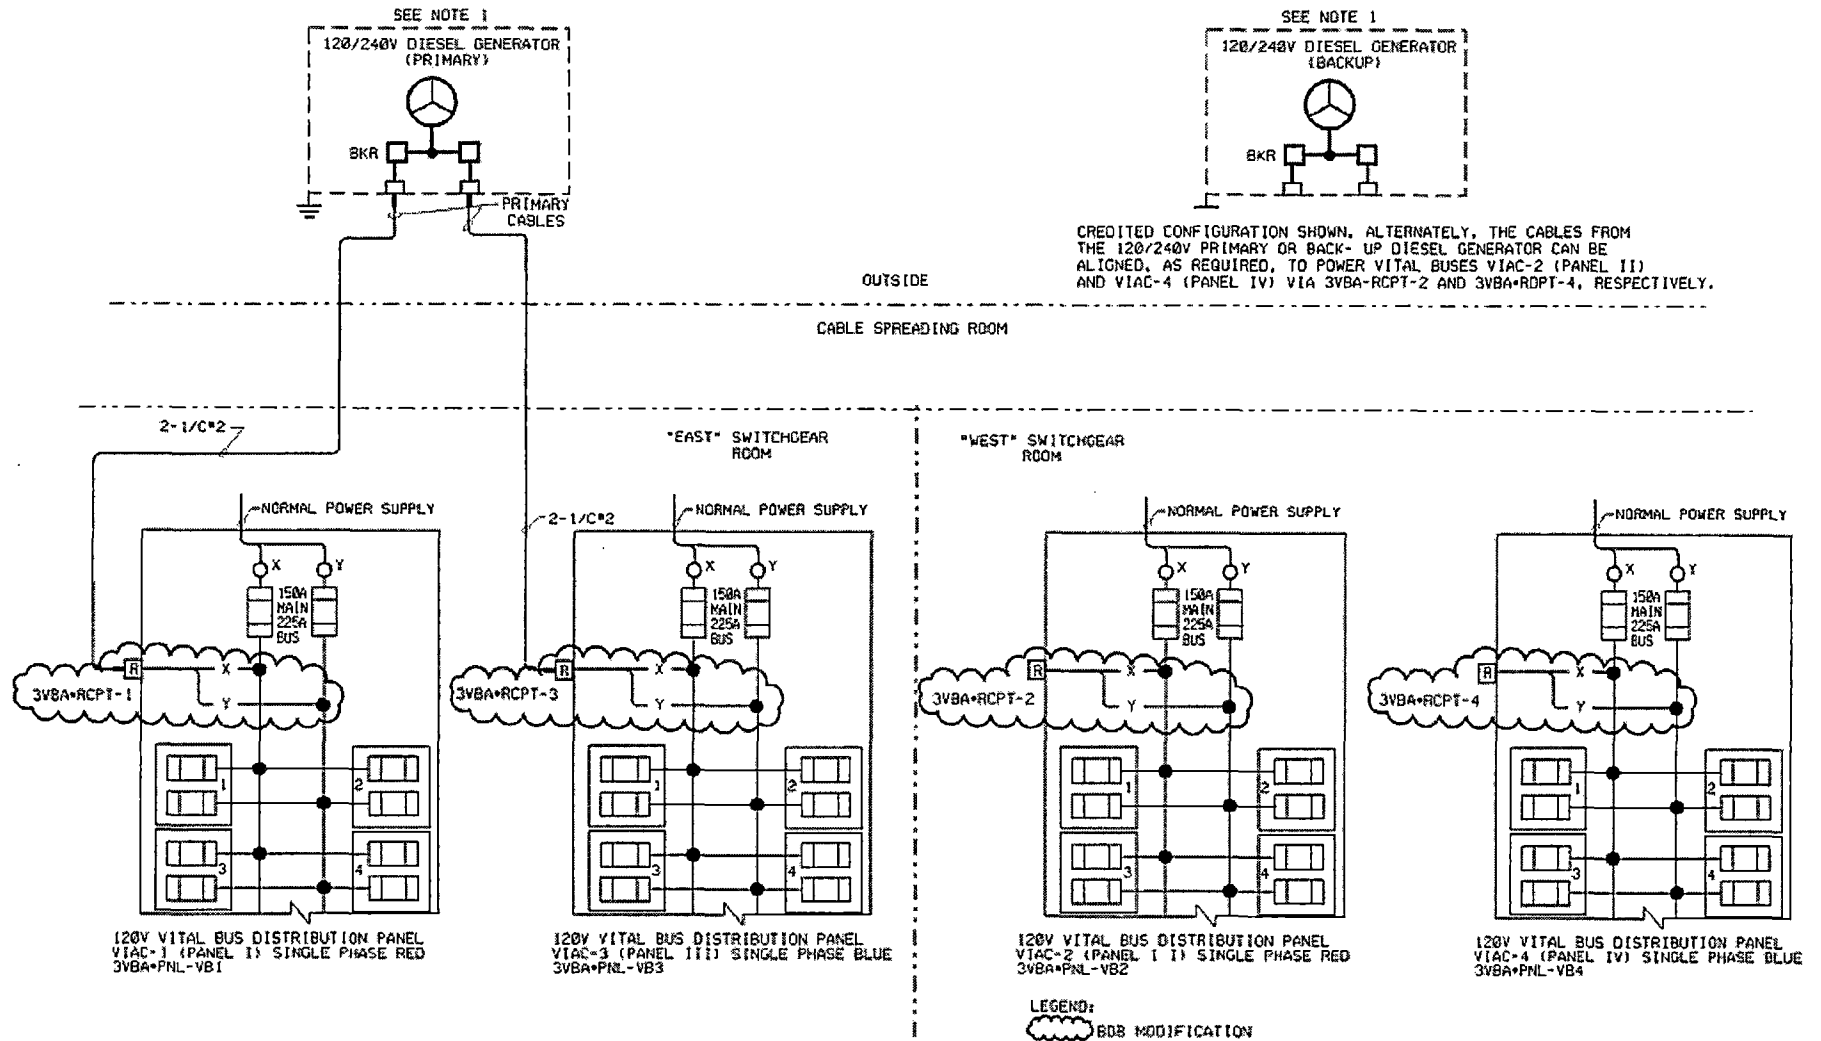 SEE NOTE 1
120/240V DIESEL GENERATOR
(PRIMARY)
BKR
PRIMARY
CABLES
SEE NOTE 1
120/240V DIESEL GENERATOR
(BACKUP)
BKR
CREDITED CONFIGURATION SHOWN. ALTERNATELY, THE CABLES FROM
THE 120/240V PRIMARY OR BACK- UP DIESEL GENERATOR CAN BE
ALIGNED, AS REQUIRED, TO POWER VITAL BUSES VIAC-2 (PANEL II)
AND VIAC-4 (PANEL IV) VIA 3VBA-RCPT-2 AND 3VBA*RDPT-4, RESPECTIVELY.
OUTSIDE
CABLE SPREADING ROOM
2-1/C#2
"EAST" SWITCHGEAR
ROOM
"WEST" SWITCHGEAR
ROOM
NORMAL POWER SUPPLY
X
Y
150A
MAIN
225A
BUS
R
X
Y
3VBA*RCPT-1
1
2
3
4
120V VITAL BUS DISTRIBUTION PANEL
VIAC-1 (PANEL I) SINGLE PHASE RED
3VBA*PNL-VB1
2-1/C#2
NORMAL POWER SUPPLY
X
Y
150A
MAIN
225A
BUS
R
X
Y
3VBA*RCPT-3
1
2
3
4
120V VITAL BUS DISTRIBUTION PANEL
VIAC-3 (PANEL III) SINGLE PHASE BLUE
3VBA*PNL-VB3
NORMAL POWER SUPPLY
X
Y
150A
MAIN
225A
BUS
R
X
Y
3VBA*RCPT-2
1
2
3
4
120V VITAL BUS DISTRIBUTION PANEL
VIAC-2 (PANEL I I) SINGLE PHASE RED
3VBA*PNL-VB2
NORMAL POWER SUPPLY
X
Y
150A
MAIN
225A
BUS
R
X
Y
3VBA*RCPT-4
1
2
3
4
120V VITAL BUS DISTRIBUTION PANEL
VIAC-4 (PANEL IV) SINGLE PHASE BLUE
3VBA*PNL-VB4
LEGEND:
BDB MODIFICATION